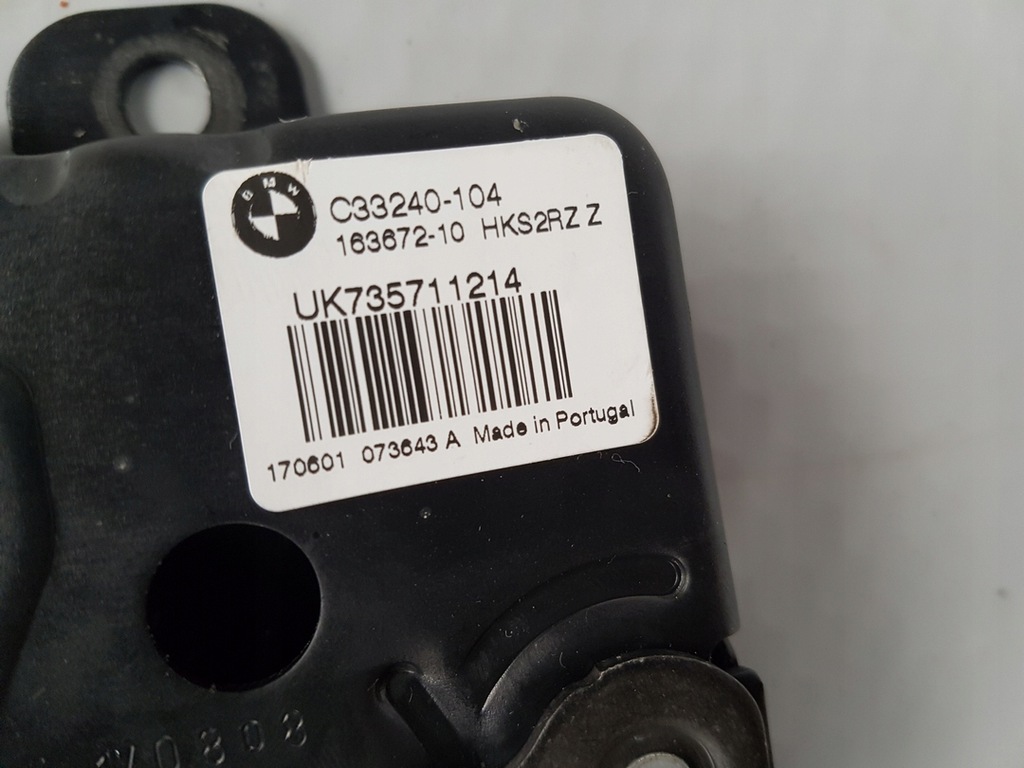 BMW
C33240-104
163672-10 HKS2RZ Z
UK735711214
170601 073643 A Made in Portugal